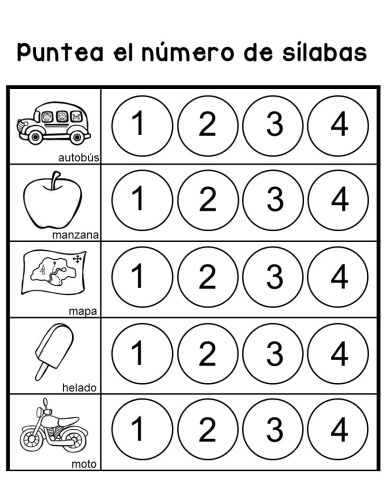 Puntea el número de sílabas
1 2 3 4
autobús
1 2 3 4
manzana
1 2 3 4
mapa
1 2 3 4
helado
1 2 3 4
moto